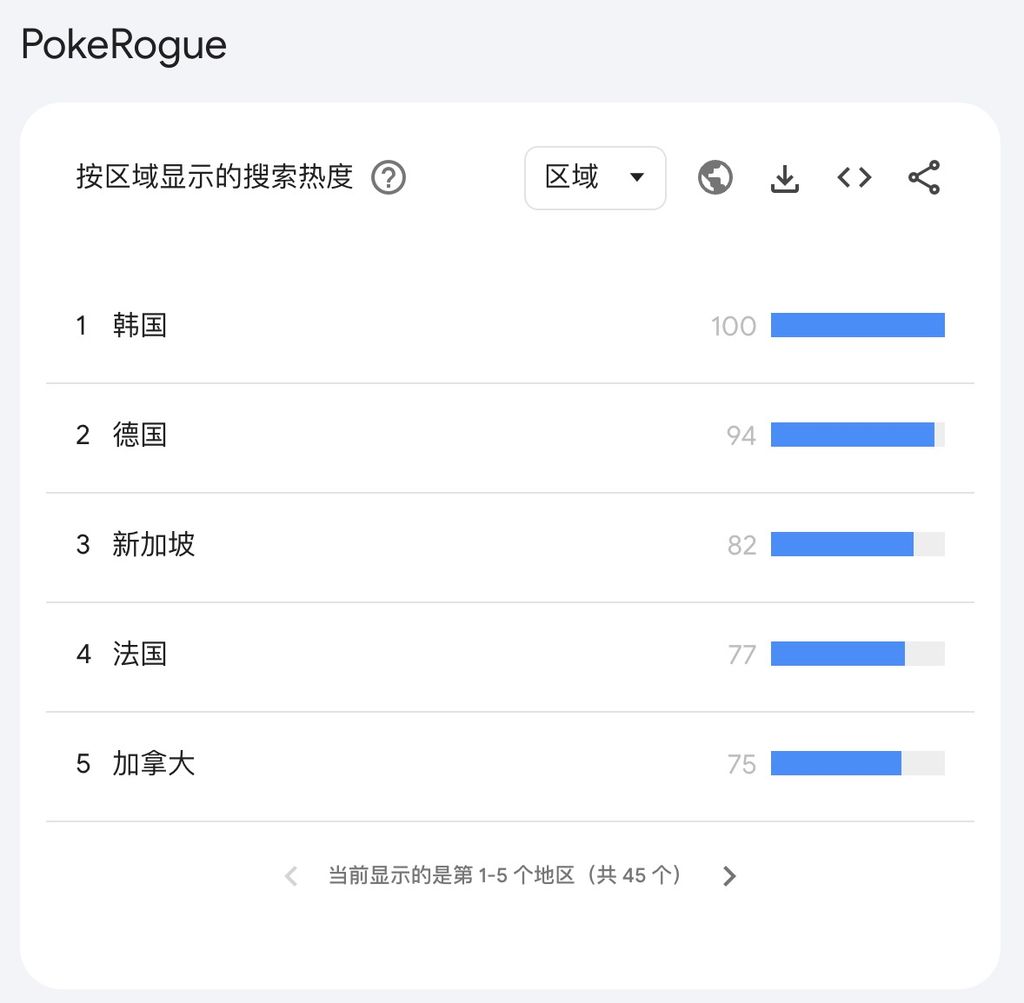 PokeRogue
按区域显示的搜索热度 ?
区域
1 韩国 100
2 德国 94
3 新加坡 82
4 法国 77
5 加拿大 75
当前显示的是第 1-5 个地区（共 45 个）